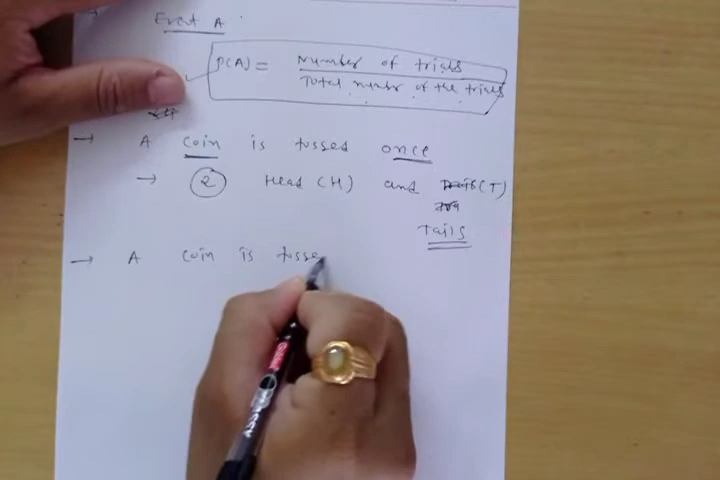 Event A
P(A) = Number of trials
Total number of the trials
→ A coin is tossed once
→ 2 Head (H) and (T)
Tails
→ A coin is tosse